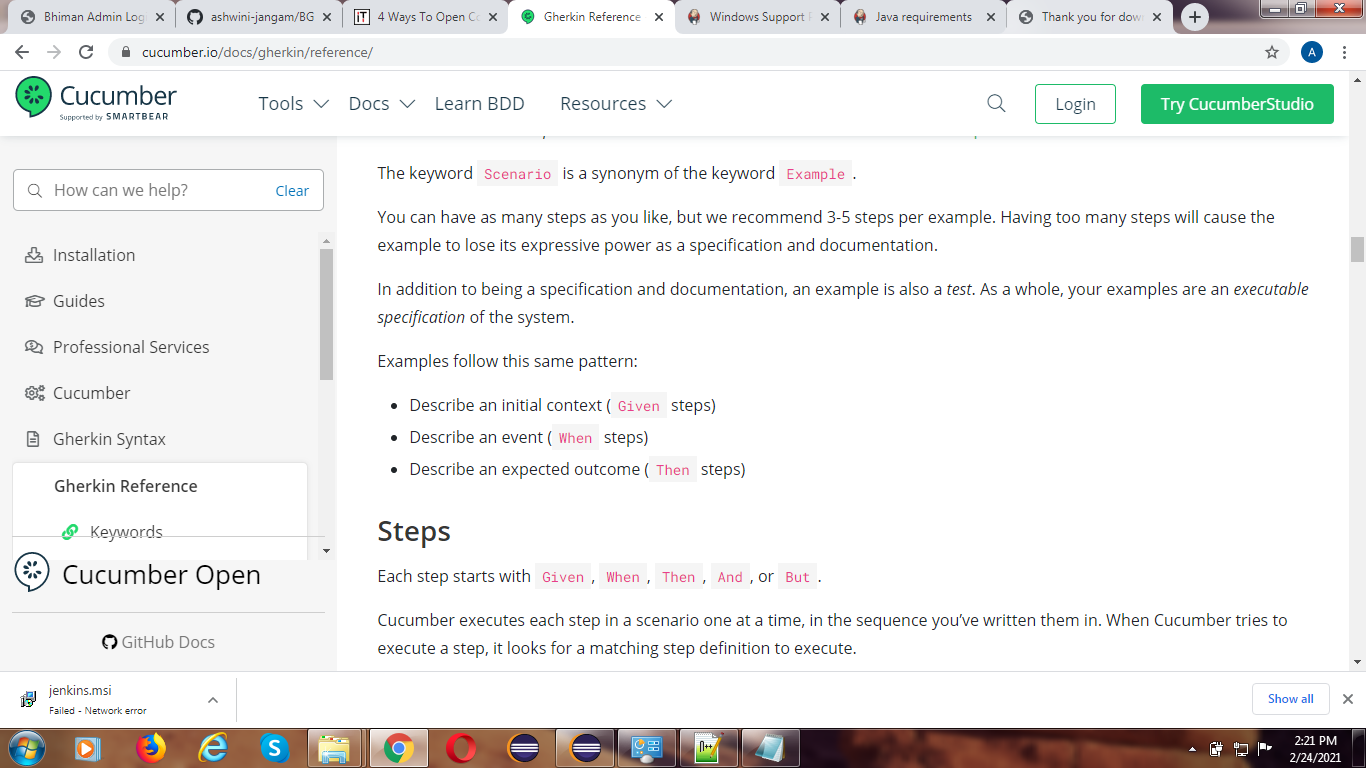 Bhiman Admin Log
ashwini-jangam/BG
iT 4 Ways To Open Co
Gherkin Reference
Windows Support P
Java requirements
Thank you for dow
cucumber.io/docs/gherkin/reference/
A
Cucumber
Supported by SMARTBEAR
Tools
Docs
Learn BDD
Resources
Login
Try CucumberStudio
How can we help?
Clear
Installation
Guides
Professional Services
Cucumber
Gherkin Syntax
Gherkin Reference
Keywords
Cucumber Open
GitHub Docs
The keyword Scenario is a synonym of the keyword Example .
You can have as many steps as you like, but we recommend 3-5 steps per example. Having too many steps will cause the
example to lose its expressive power as a specification and documentation.
In addition to being a specification and documentation, an example is also a test. As a whole, your examples are an executable
specification of the system.
Examples follow this same pattern:
Describe an initial context ( Given steps)
Describe an event ( When steps)
Describe an expected outcome ( Then steps)
Steps
Each step starts with Given , When , Then , And , or But .
Cucumber executes each step in a scenario one at a time, in the sequence you’ve written them in. When Cucumber tries to
execute a step, it looks for a matching step definition to execute.
jenkins.msi
Failed - Network error
Show all
2:21 PM
2/24/2021